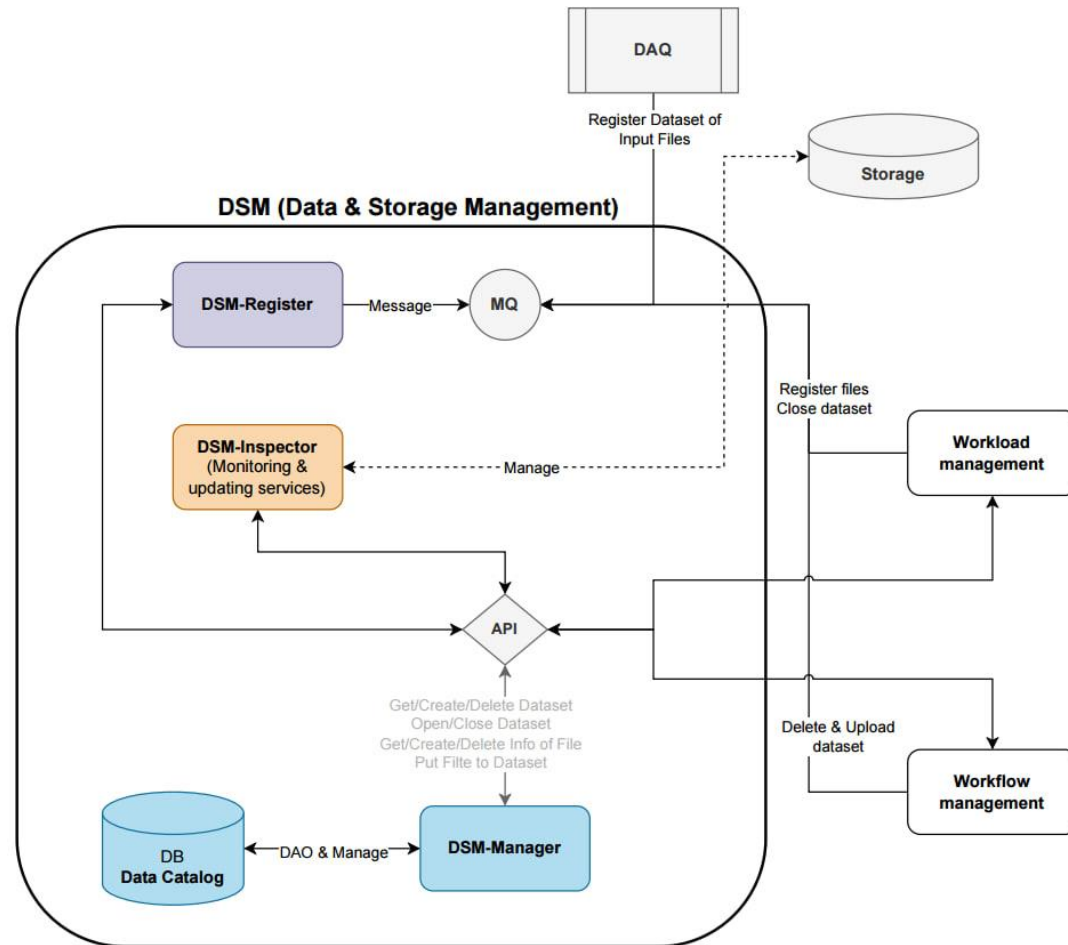 DAQ
Register Dataset of
Input Files
Storage
DSM (Data & Storage Management)
DSM-Register
Message
MQ
Register files
Close dataset
DSM-Inspector
(Monitoring &
updating services)
Manage
Workload
management
API
Get/Create/Delete Dataset
Open/Close Dataset
Get/Create/Delete Info of File
Put Filte to Dataset
Delete & Upload
dataset
Workflow
management
DB
Data Catalog
DAO & Manage
DSM-Manager